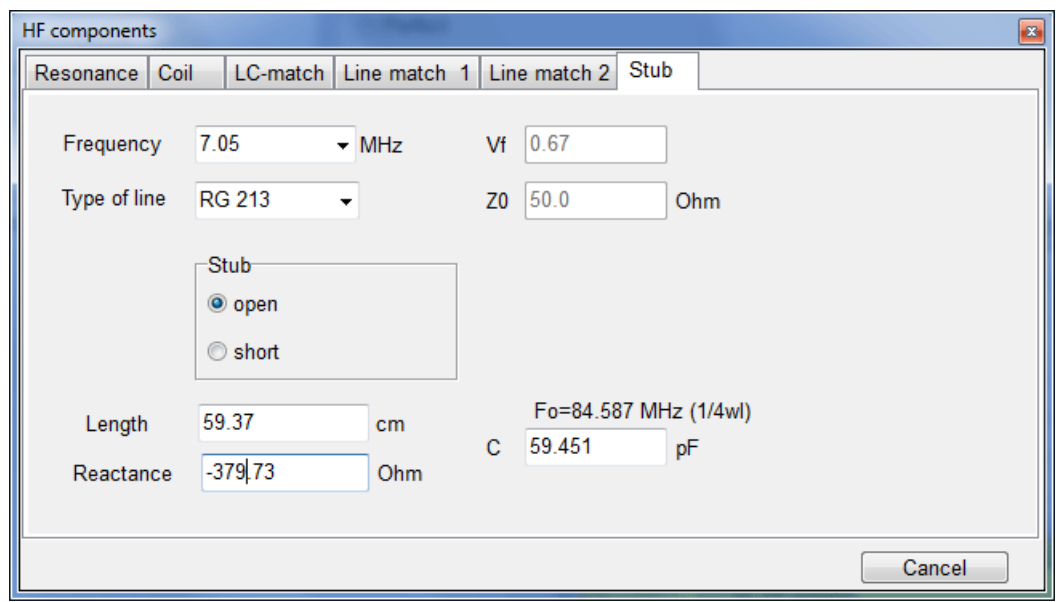 HF components
Resonance Coil LC-match Line match 1 Line match 2 Stub
Frequency 7.05 MHz Vf 0.67
Type of line RG 213 Z0 50.0 Ohm
Stub
open
short
Fo=84.587 MHz (1/4wl)
Length 59.37 cm
C 59.451 pF
Reactance -379.73 Ohm
Cancel